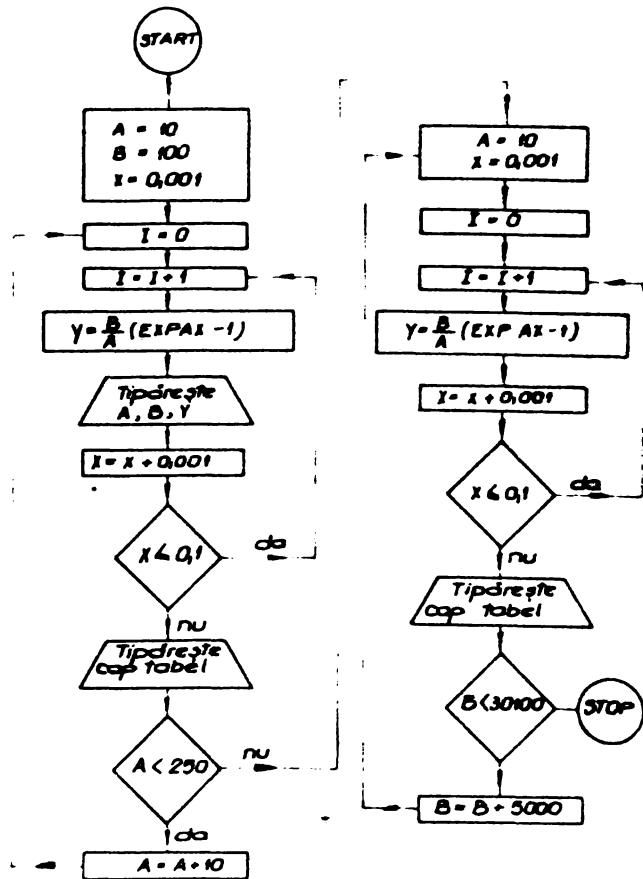 START
A = 10
B = 100
X = 0,001
I = 0
I = I + 1
Y = B/A (EXPAX - 1)
Tipărește
A, B, Y
X = X + 0,001
X ≤ 0,1
da
nu
Tipărește
cap tabel
A < 250
nu
da
A = A + 10
A = 10
X = 0,001
I = 0
I = I + 1
Y = B/A (EXP AX - 1)
X = X + 0,001
X ≤ 0,1
da
nu
Tipărește
cap tabel
B < 30100
STOP
B = B + 5000